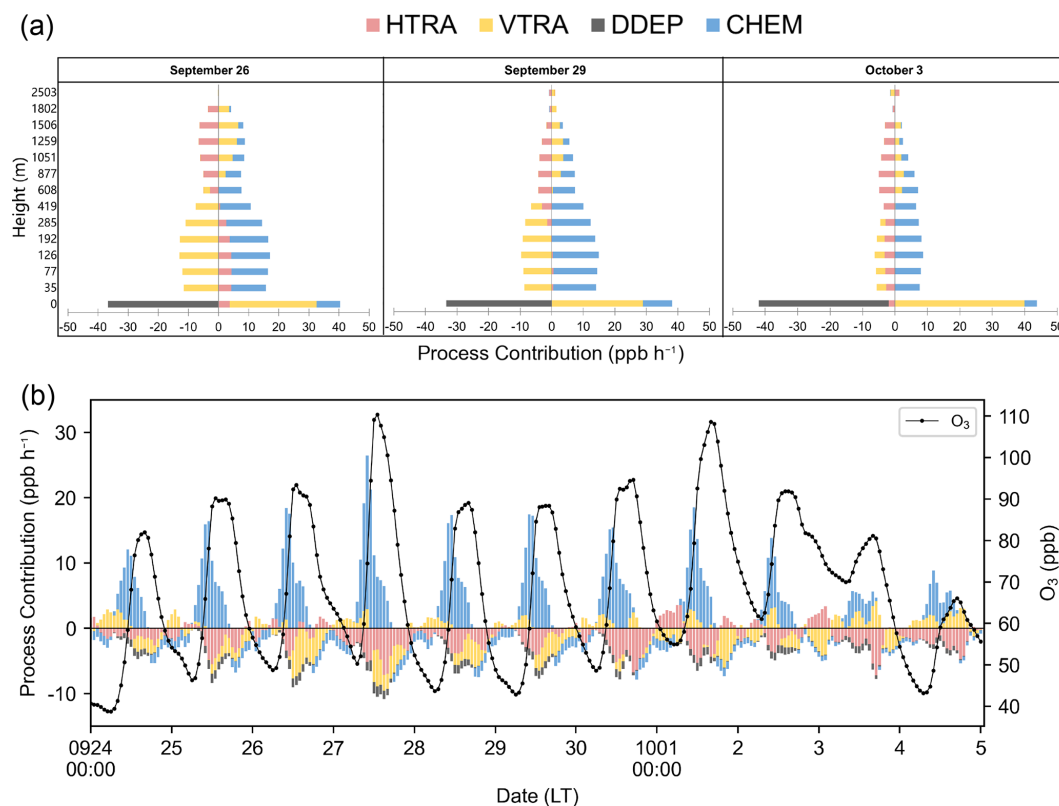 (a)
HTRA VTRA DDEP CHEM
September 26 September 29 October 3
Height (m)
2503
1802
1506
1259
1051
877
608
419
285
192
126
77
35
0
-50 -40 -30 -20 -10 0 10 20 30 40 50 -50 -40 -30 -20 -10 0 10 20 30 40 50 -50 -40 -30 -20 -10 0 10 20 30 40 50
Process Contribution (ppb h⁻¹)
(b)
Process Contribution (ppb h⁻¹)
30
20
10
0
-10
O₃
110
100
90
80
70
60
50
40
O₃ (ppb)
0924 25 26 27 28 29 30 1001 2 3 4 5
00:00 00:00
Date (LT)